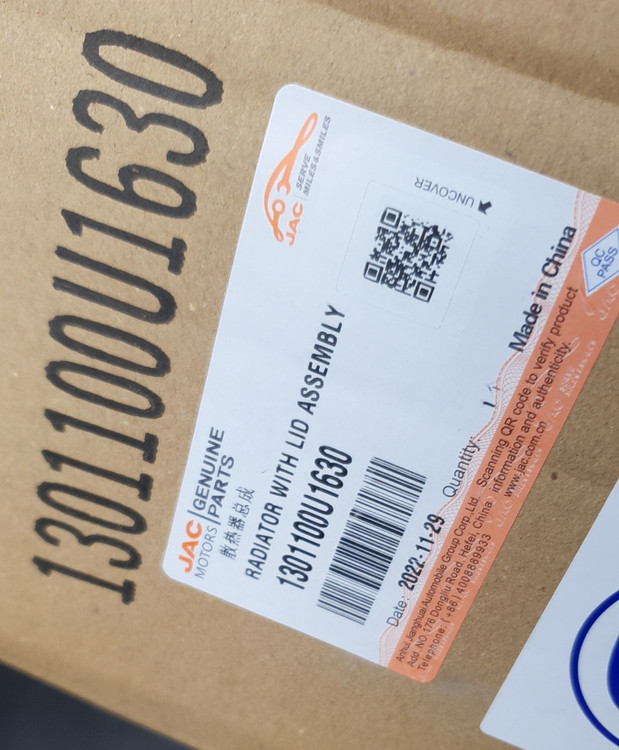 1301100U1630
JAC MOTORS | GENUINE PARTS
JAC | SERVE MILES & SMILES
散热器总成
RADIATOR WITH LID ASSEMBLY
1301100U1630
UNCOVER
Date: 2022-11-29 Quantity: 1
Made in China
Anhui Jianghuai Automobile Group Corp.,Ltd.
Add .NO 176 Dongliu Road, Hefei, China
Telephone: (+86)4008889933
Scanning QR code to verify product
information and authenticity.
www.jac.com.cn
QC
PASS